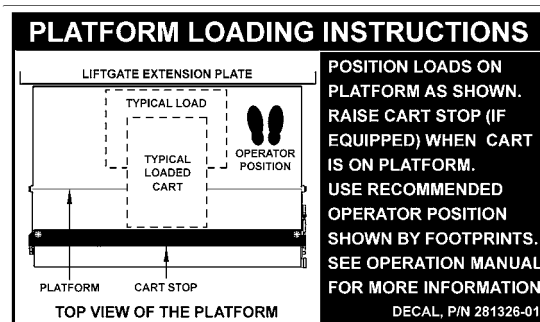 PLATFORM LOADING INSTRUCTIONS
LIFTGATE EXTENSION PLATE
TYPICAL LOAD
TYPICAL
LOADED
CART
OPERATOR
POSITION
PLATFORM
CART STOP
TOP VIEW OF THE PLATFORM
POSITION LOADS ON
PLATFORM AS SHOWN.
RAISE CART STOP (IF
EQUIPPED) WHEN CART
IS ON PLATFORM.
USE RECOMMENDED
OPERATOR POSITION
SHOWN BY FOOTPRINTS.
SEE OPERATION MANUAL
FOR MORE INFORMATION
DECAL, P/N 281326-01